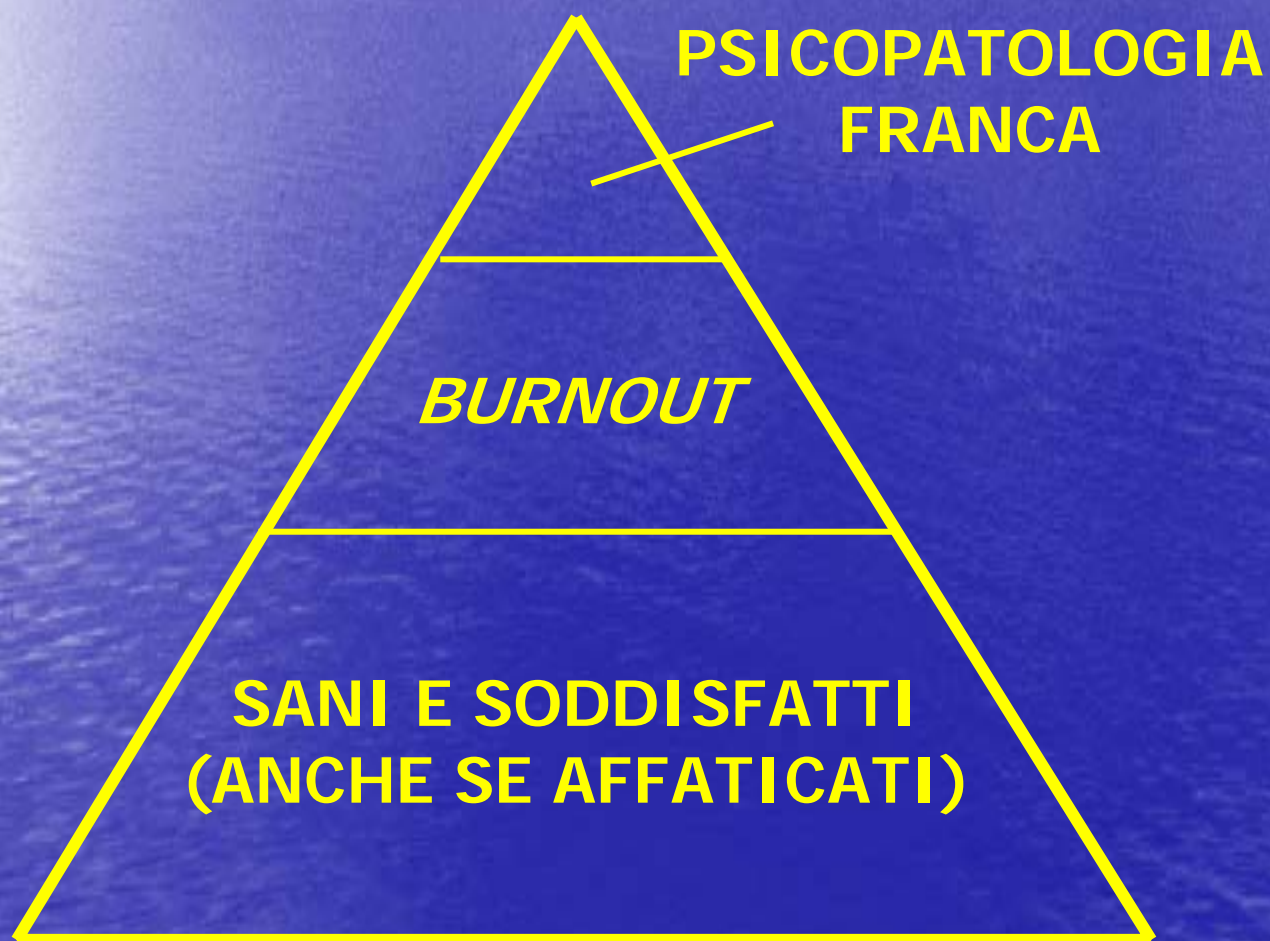 PSICOPATOLOGIA
FRANCA
BURNOUT
SANI E SODDISFATTI
(ANCHE SE AFFATICATI)